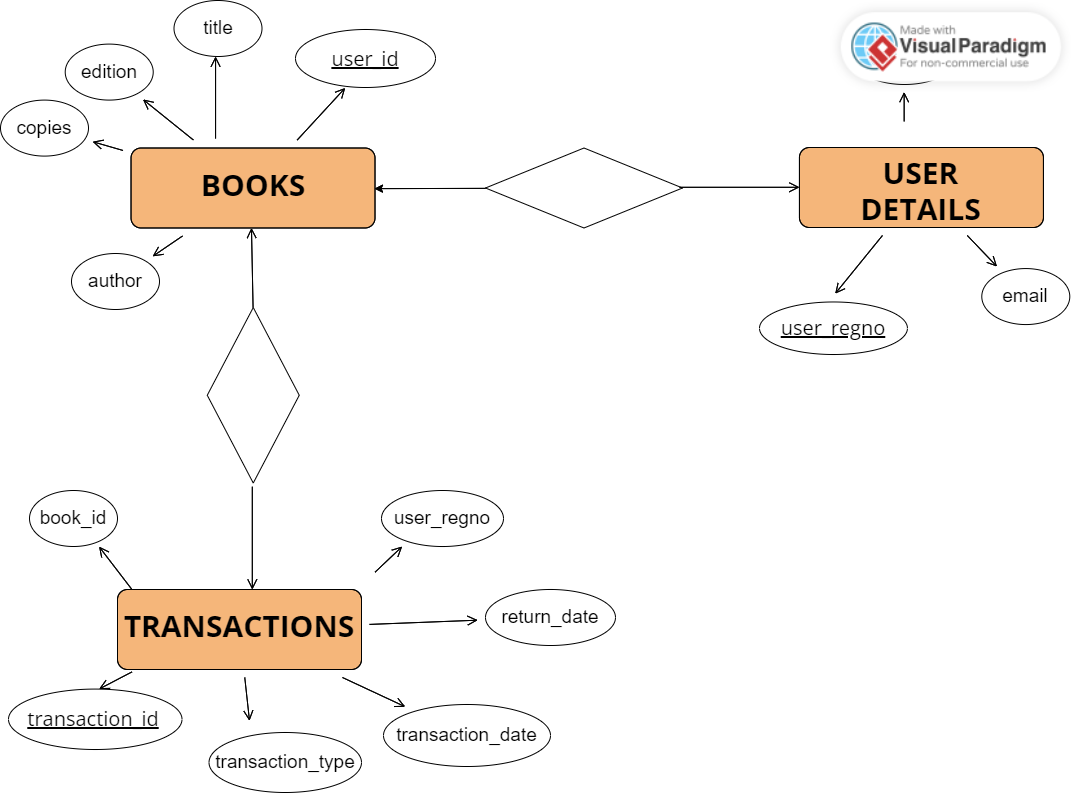 title
user_id
edition
copies
BOOKS
author
Made with
Visual Paradigm
For non-commercial use
USER
DETAILS
user_regno
email
book_id
user_regno
TRANSACTIONS
return_date
transaction_id
transaction_type
transaction_date